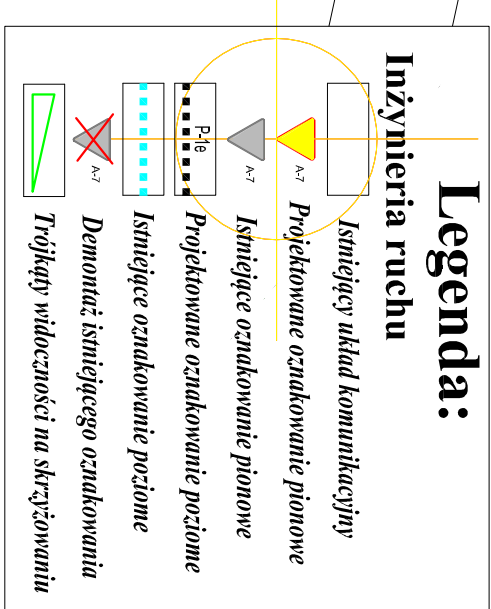 Legenda:
Inżynieria ruchu
Istniejący układ komunikacyjny
A-7 Projektowane oznakowanie pionowe
A-7 Istniejące oznakowanie pionowe
P-1e Projektowane oznakowanie poziome
Istniejące oznakowanie poziome
A-7 Demontaż istniejącego oznakowania
Trójkąty widoczności na skrzyżowaniu